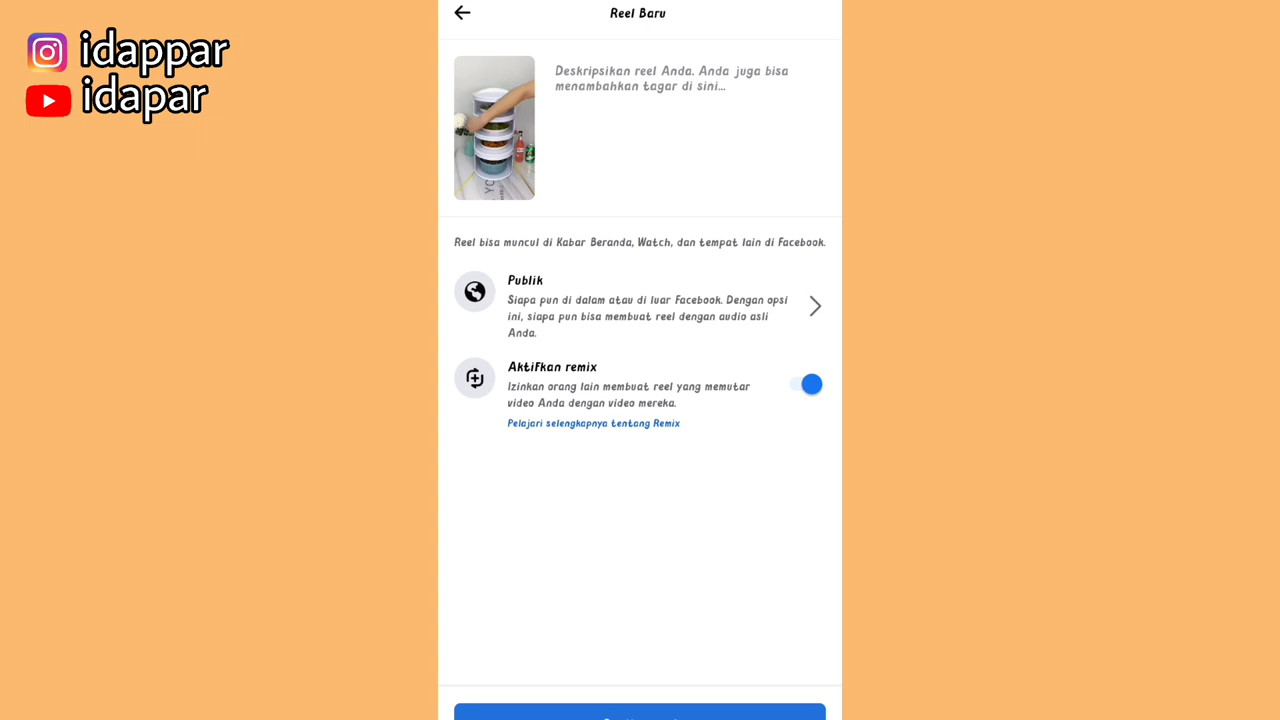 idappar
idapar
Reel Baru
Deskripsikan reel Anda. Anda juga bisa
menambahkan tagar di sini...
Reel bisa muncul di Kabar Beranda, Watch, dan tempat lain di Facebook.
Publik
Siapa pun di dalam atau di luar Facebook. Dengan opsi
ini, siapa pun bisa membuat reel dengan audio asli
Anda.
Aktifkan remix
Izinkan orang lain membuat reel yang memutar
video Anda dengan video mereka.
Pelajari selengkapnya tentang Remix